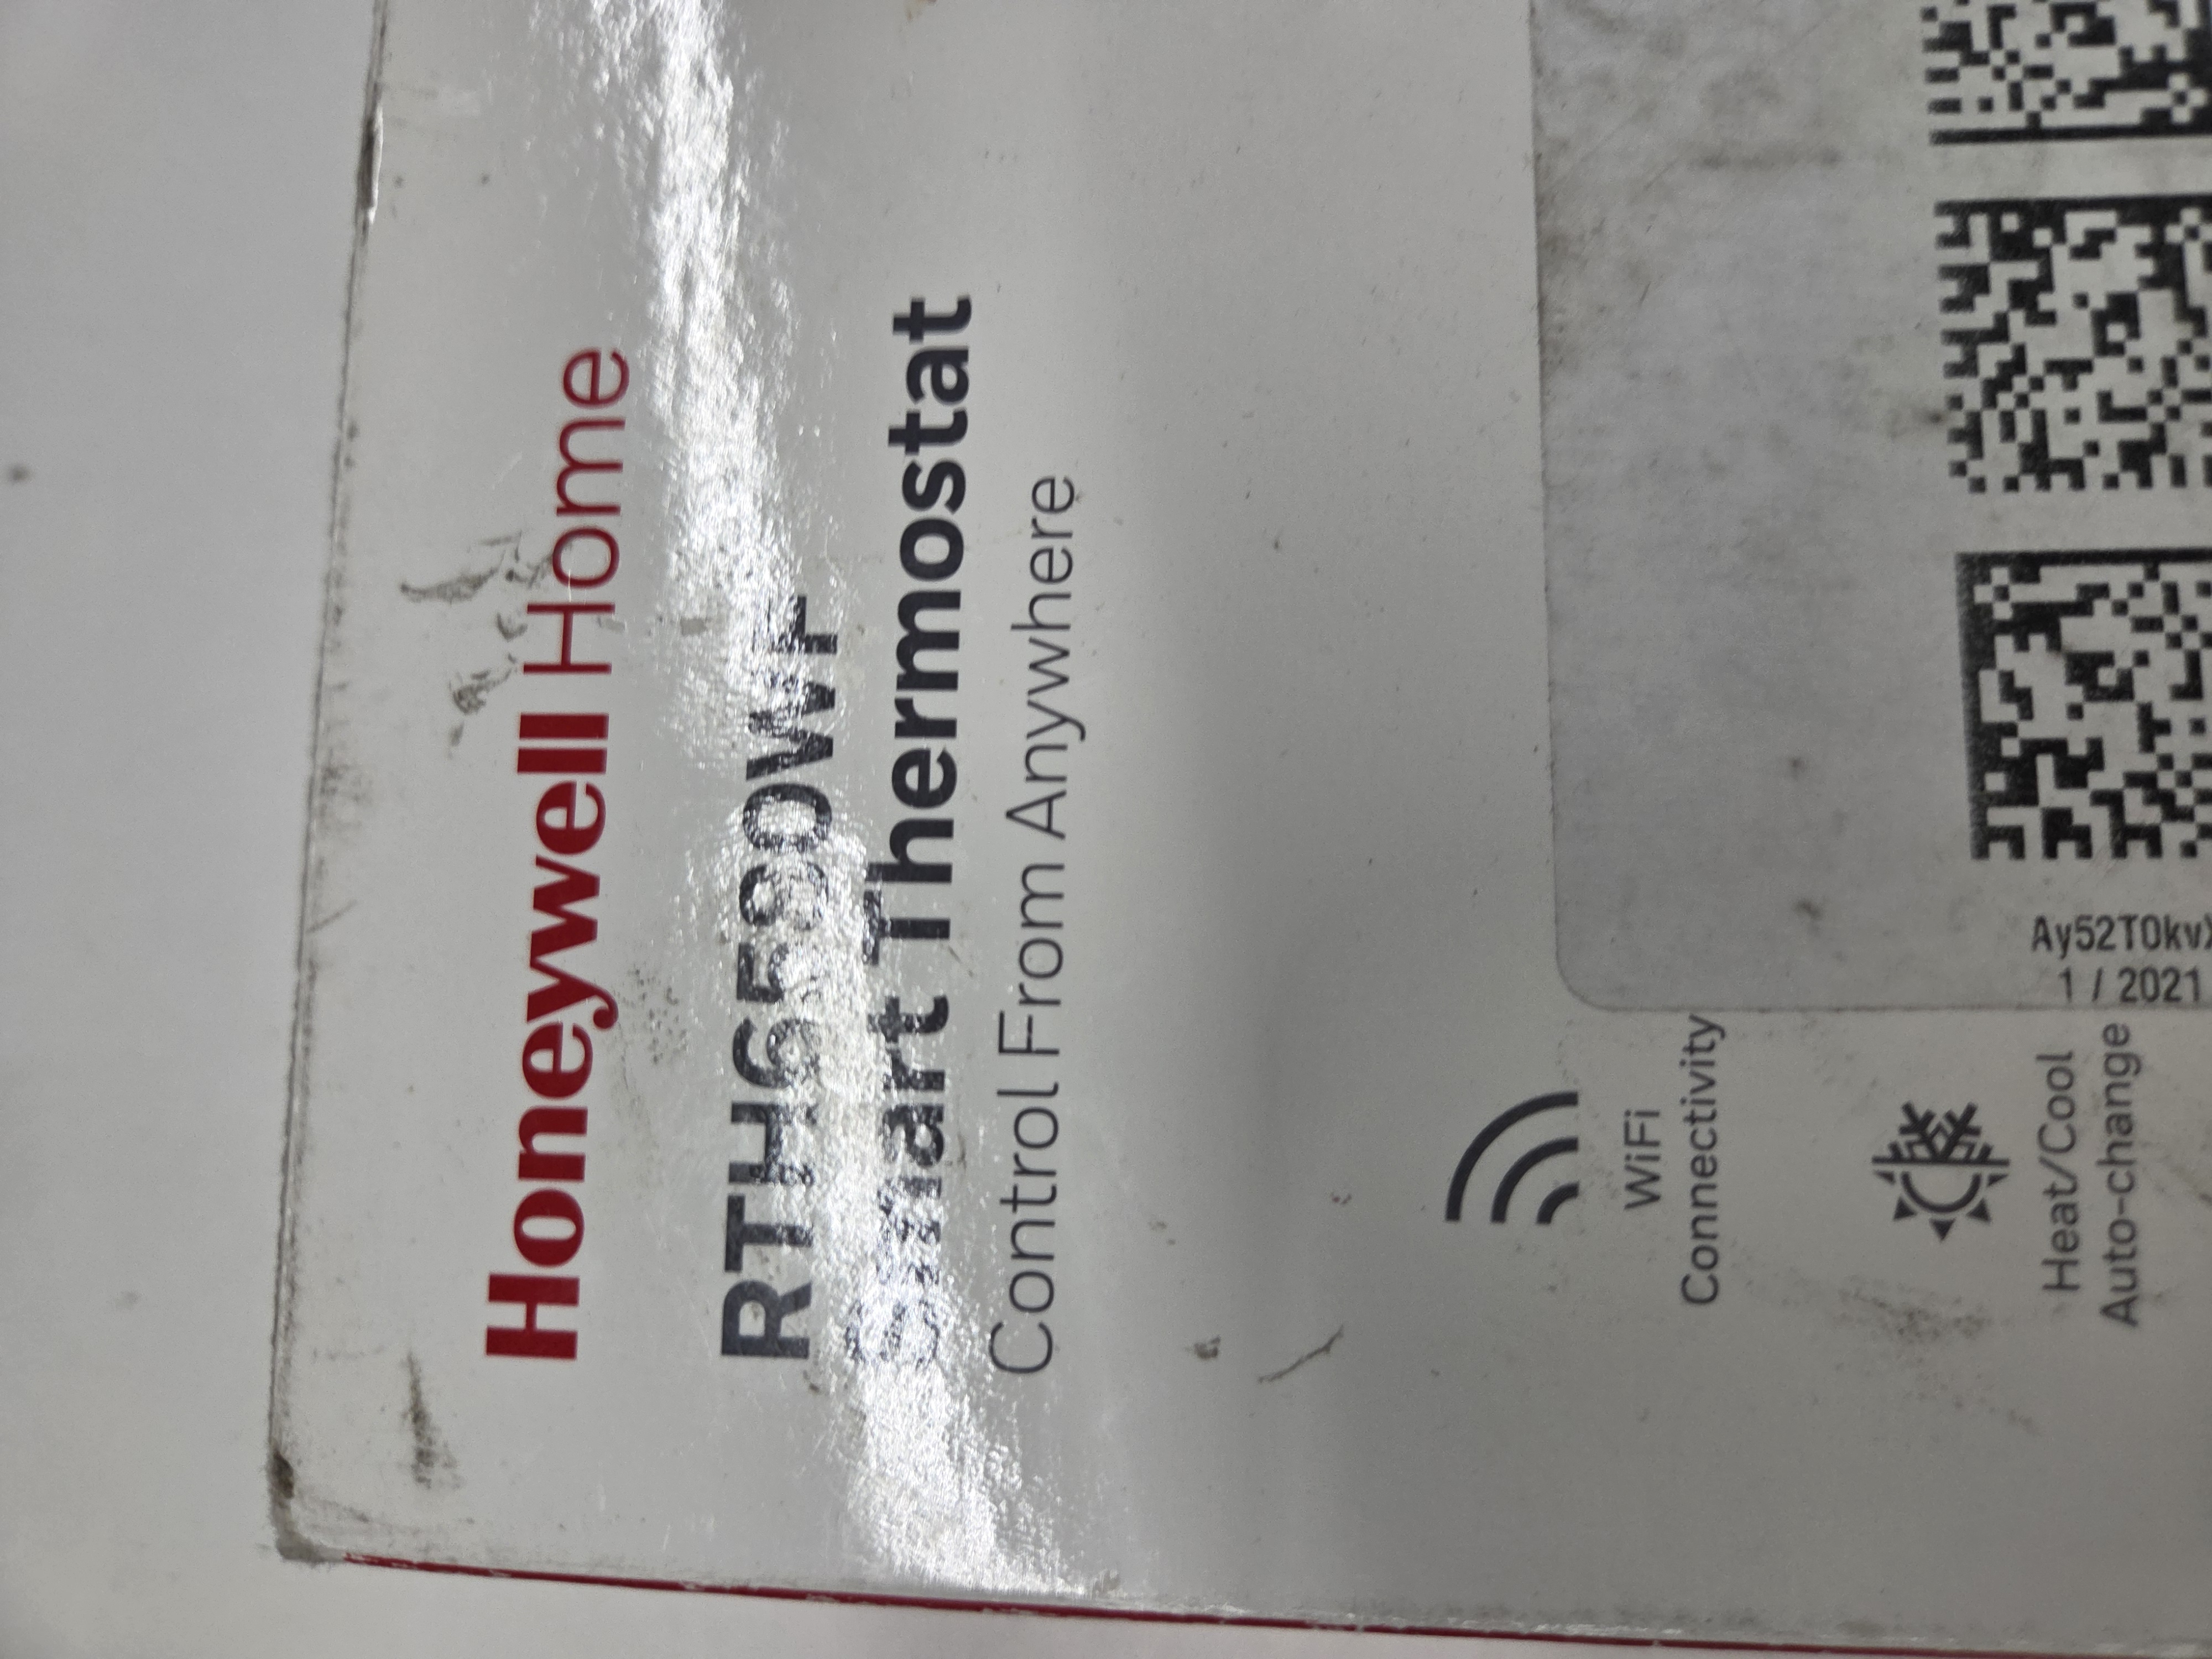 Honeywell Home
RTH6580WF
Smart Thermostat
Control From Anywhere
WiFi
Connectivity
Heat/Cool
Auto-change
1 / 2021